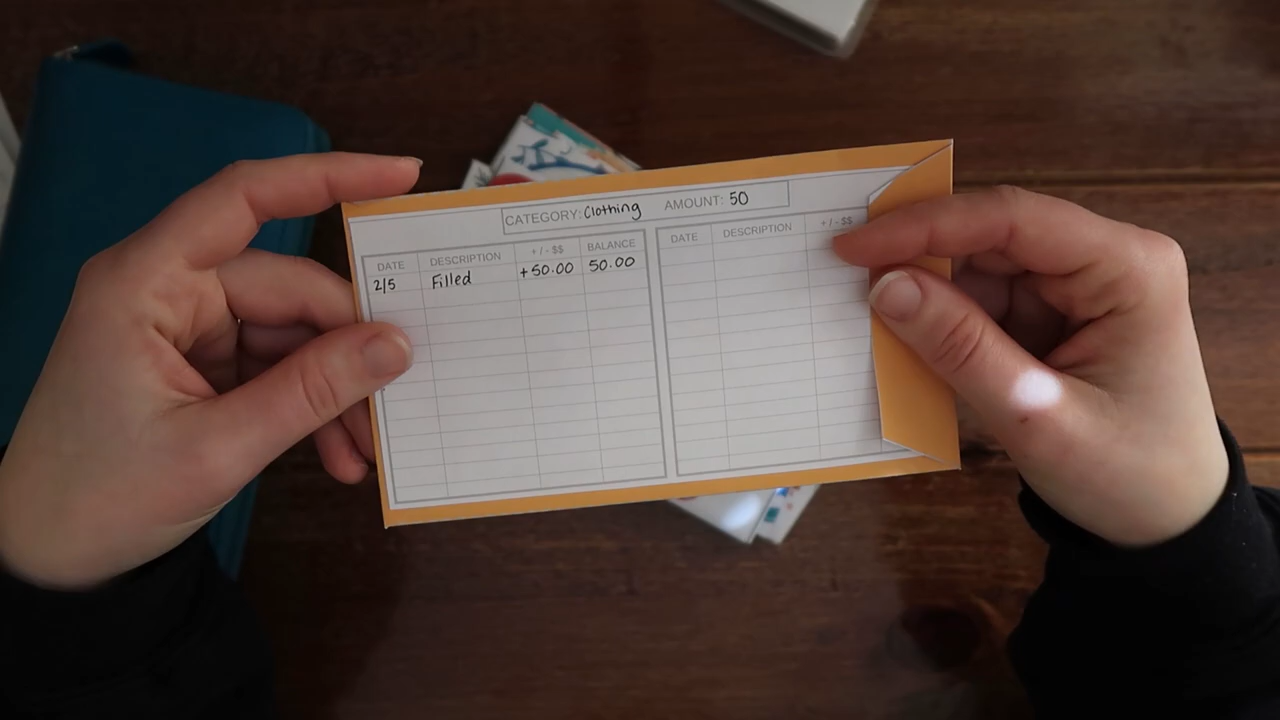 CATEGORY: Clothing AMOUNT: 50
DATE DESCRIPTION +/-$$ BALANCE
2/5 Filled +50.00 50.00
DATE DESCRIPTION +/-$$